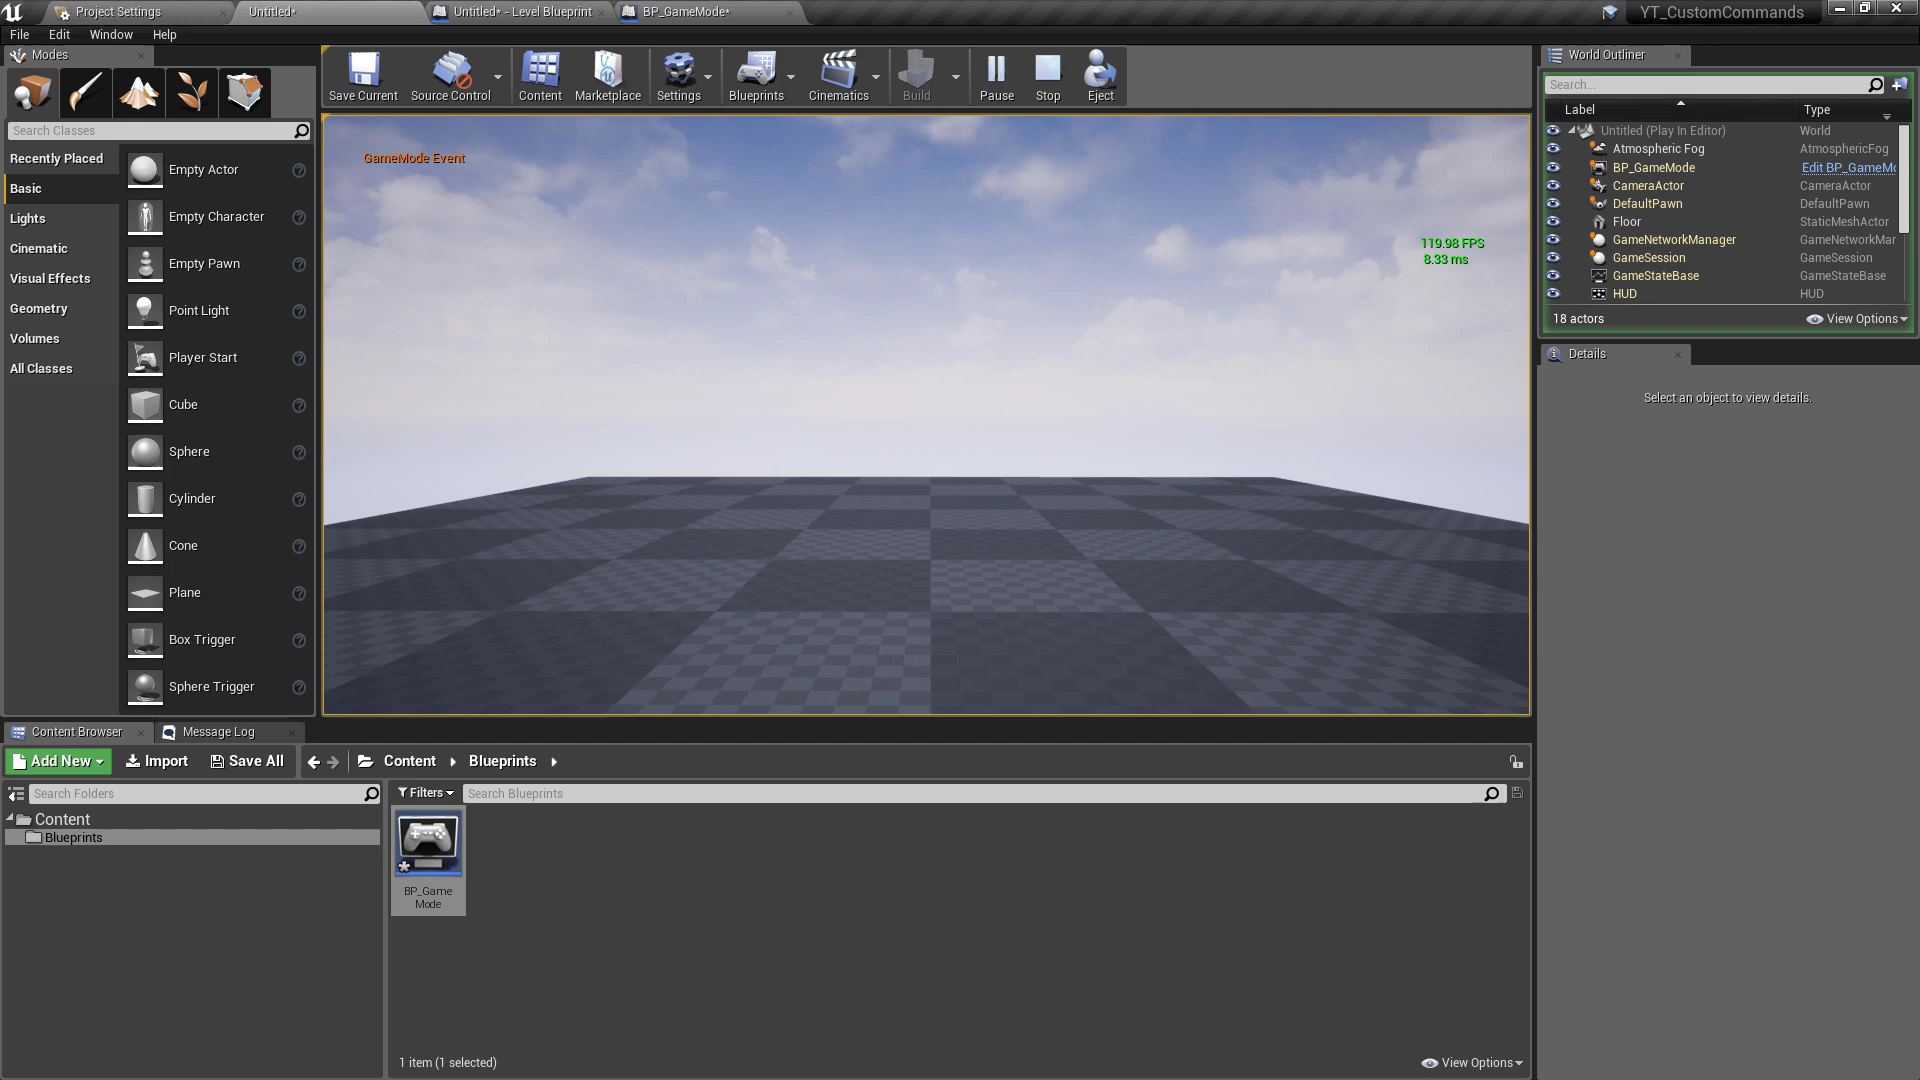 Project Settings
Untitled*
Untitled* - Level Blueprint
BP_GameMode*
YT_CustomCommands
File Edit Window Help
Modes
Save Current
Source Control
Content
Marketplace
Settings
Blueprints
Cinematics
Build
Pause
Stop
Eject
Search Classes
Recently Placed
Basic
Lights
Cinematic
Visual Effects
Geometry
Volumes
All Classes
Empty Actor
Empty Character
Empty Pawn
Point Light
Player Start
Cube
Sphere
Cylinder
Cone
Plane
Box Trigger
Sphere Trigger
GameMode Event
119.98 FPS
8.33 ms
World Outliner
Search...
Label Type
Untitled (Play In Editor) World
Atmospheric Fog AtmosphericFog
BP_GameMode Edit BP_GameMo
CameraActor CameraActor
DefaultPawn DefaultPawn
Floor StaticMeshActor
GameNetworkManager GameNetworkMan
GameSession GameSession
GameStateBase GameStateBase
HUD HUD
18 actors
View Options
Details
Select an object to view details.
Content Browser
Message Log
Add New
Import
Save All
Content
Blueprints
Search Folders
Content
Blueprints
Filters
Search Blueprints
BP_Game
Mode
1 item (1 selected)
View Options